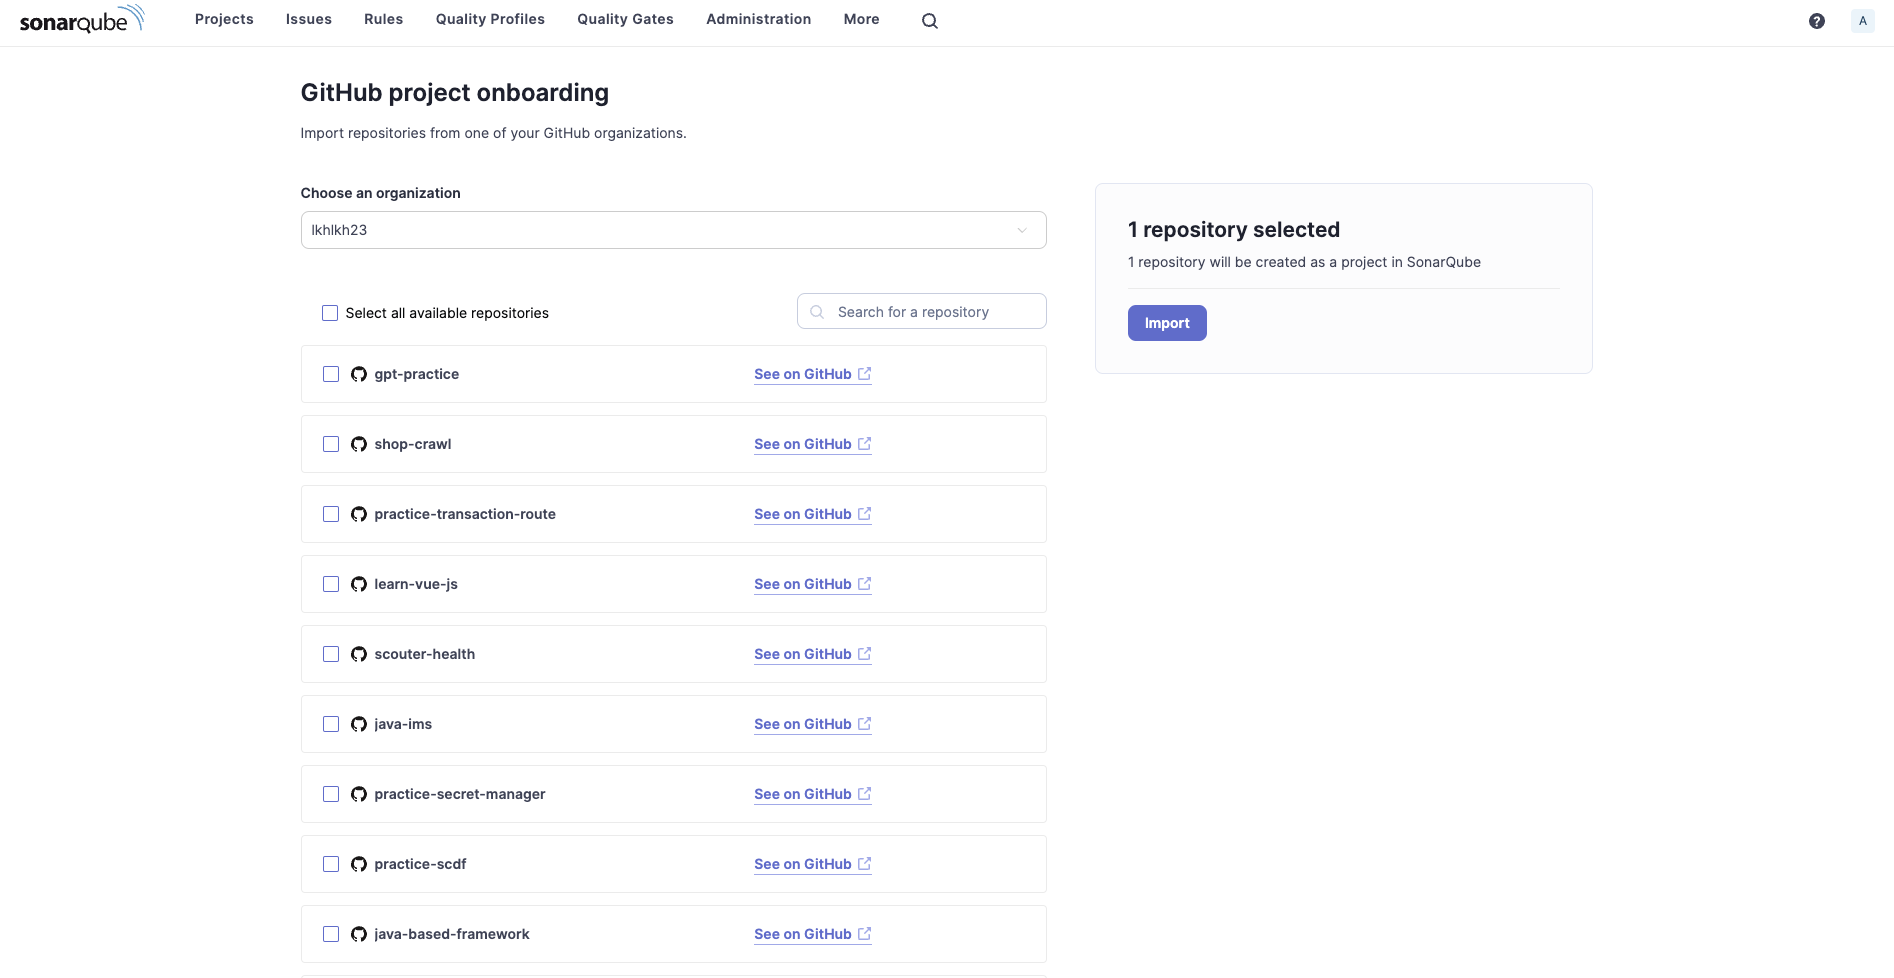 sonarqube
Projects
Issues
Rules
Quality Profiles
Quality Gates
Administration
More
?
A
GitHub project onboarding
Import repositories from one of your GitHub organizations.
Choose an organization
lkhlkh23
Select all available repositories
Search for a repository
gpt-practice
See on GitHub
shop-crawl
See on GitHub
practice-transaction-route
See on GitHub
learn-vue-js
See on GitHub
scouter-health
See on GitHub
java-ims
See on GitHub
practice-secret-manager
See on GitHub
practice-scdf
See on GitHub
java-based-framework
See on GitHub
1 repository selected
1 repository will be created as a project in SonarQube
Import